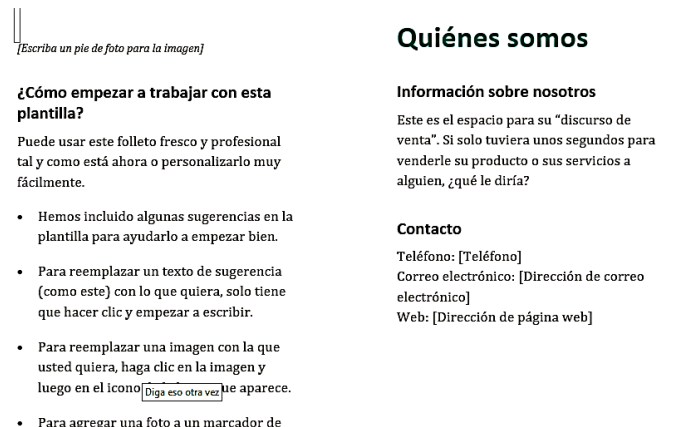 [Escriba un pie de foto para la imagen]
¿Cómo empezar a trabajar con esta
plantilla?
Puede usar este folleto fresco y profesional
tal y como está ahora o personalizarlo muy
fácilmente.
• Hemos incluido algunas sugerencias en la
plantilla para ayudarlo a empezar bien.
• Para reemplazar un texto de sugerencia
(como este) con lo que quiera, solo tiene
que hacer clic y empezar a escribir.
• Para reemplazar una imagen con la que
usted quiera, haga clic en la imagen y
luego en el icono ue aparece.
Diga eso otra vez
• Para agregar una foto a un marcador de
Quiénes somos
Información sobre nosotros
Este es el espacio para su “discurso de
venta”. Si solo tuviera unos segundos para
venderle su producto o sus servicios a
alguien, ¿qué le diría?
Contacto
Teléfono: [Teléfono]
Correo electrónico: [Dirección de correo
electrónico]
Web: [Dirección de página web]